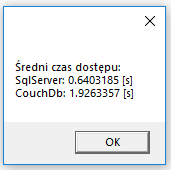 Średni czas dostępu:
SqlServer: 0.6403185 [s]
CouchDb: 1.9263357 [s]
OK